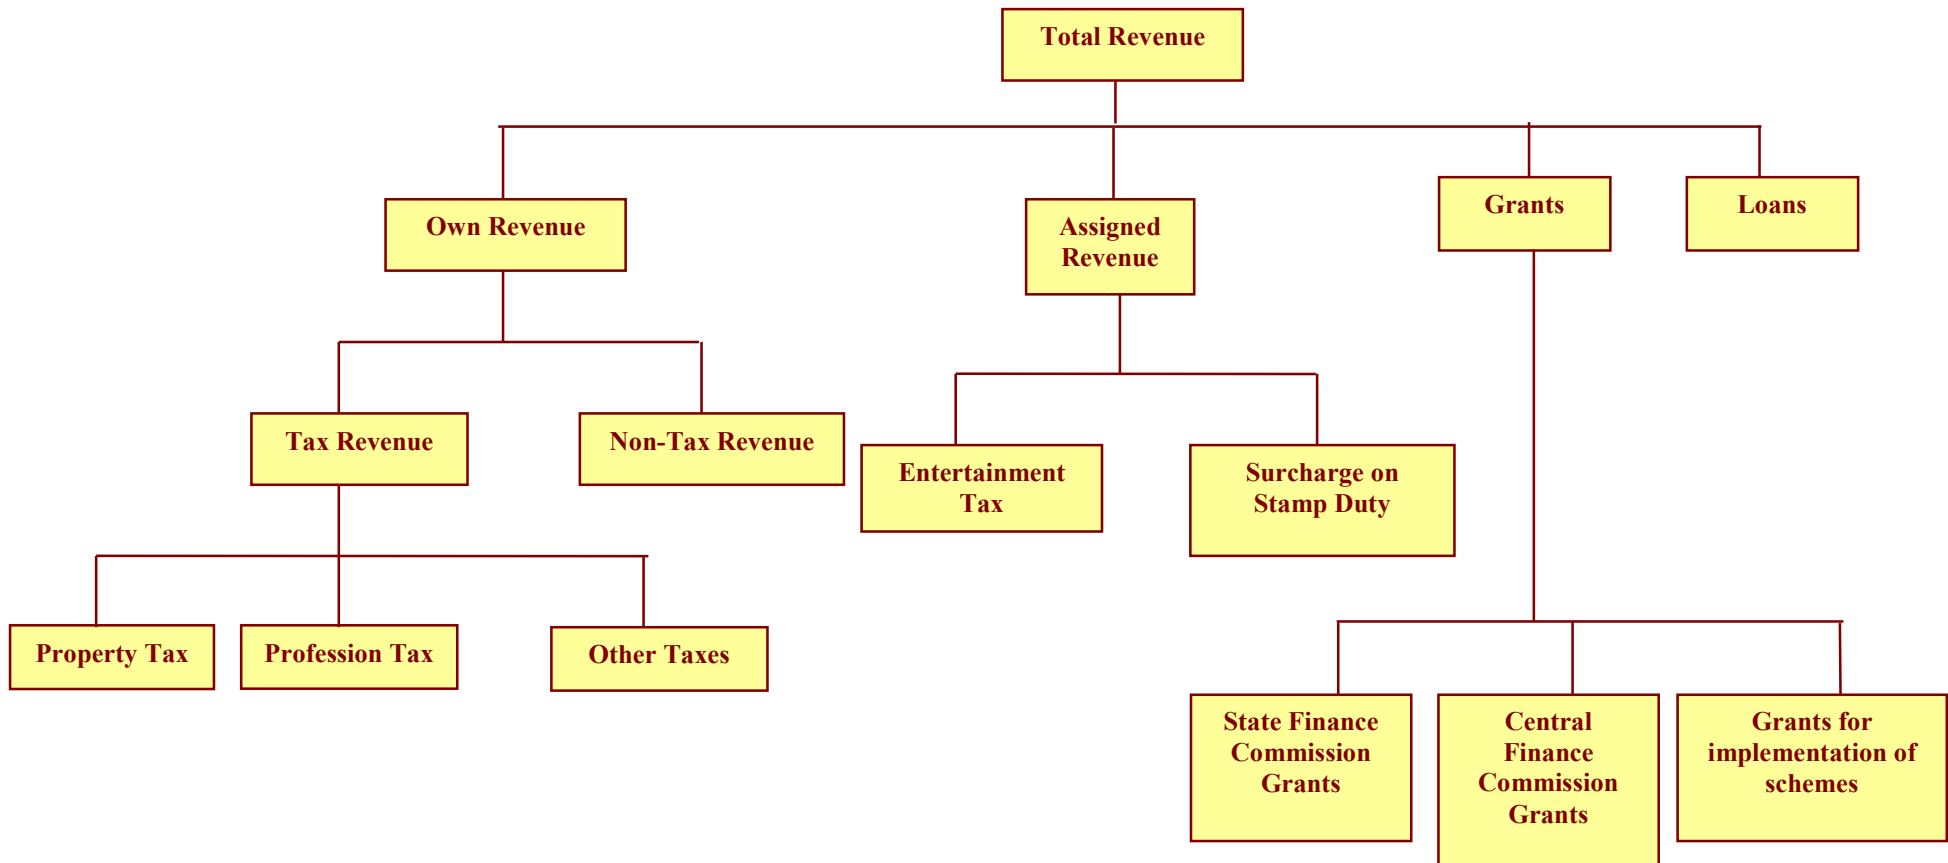 Total Revenue
Own Revenue
Assigned
Revenue
Grants
Loans
Tax Revenue
Non-Tax Revenue
Entertainment
Tax
Surcharge on
Stamp Duty
Property Tax
Profession Tax
Other Taxes
State Finance
Commission
Grants
Central
Finance
Commission
Grants
Grants for
implementation of
schemes